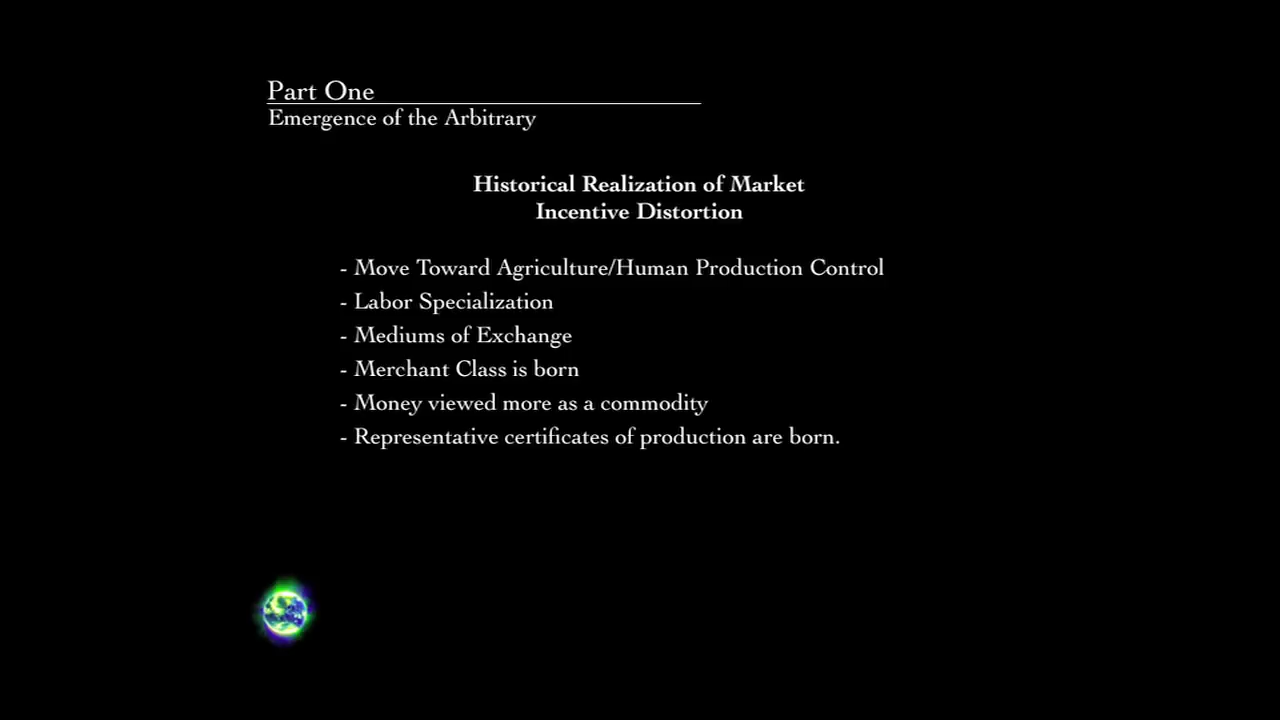 Part One
Emergence of the Arbitrary
Historical Realization of Market
Incentive Distortion
- Move Toward Agriculture/Human Production Control
- Labor Specialization
- Mediums of Exchange
- Merchant Class is born
- Money viewed more as a commodity
- Representative certificates of production are born.